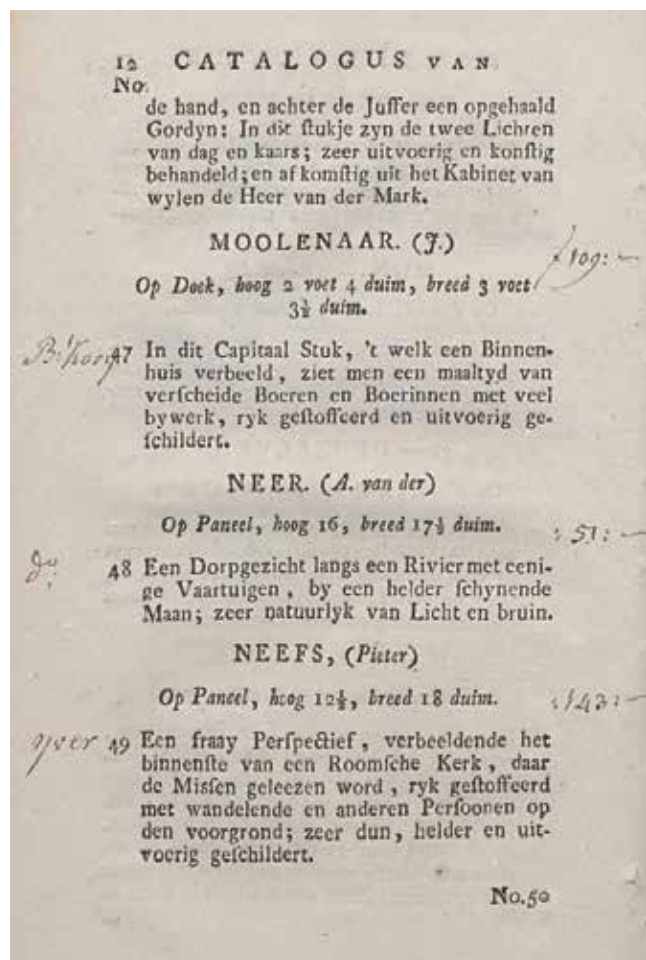 12 CATALOGUS VAN
No.
de hand, en achter de Juffer een opgehaald
Gordyn: In dit ſtukje zyn de twee Lichren
van dag en kaars; zeer uitvoerig en konſtig
behandeld; en af komſtig uit het Kabinet van
wylen de Heer van der Mark.
MOOLENAAR. (J.)
109:-
Op Doek, hoog 2 voet 4 duim, breed 3 voet
3½ duim.
47 In dit Capitaal Stuk, 't welk een Binnen-
huis verbeeld, ziet men een maaltyd van
verſcheide Boeren en Boerinnen met veel
bywerk, ryk geſtoffeerd en uitvoerig ge-
ſchildert.
NEER. (A. van der)
Op Paneel, hoog 16, breed 17½ duim.
: 51:-
do 48 Een Dorpgezicht langs een Rivier met eeni-
ge Vaartuigen, by een helder ſchynende
Maan; zeer natuurlyk van Licht en bruin.
NEEFS, (Pieter)
Op Paneel, hoog 12½, breed 18 duim.
: 143:-
yver 49 Een fraay Perſpectief, verbeeldende het
binnenſte van een Roomſche Kerk, daar
de Miſſen geleezen word, ryk geſtoffeerd
met wandelende en anderen Perſoonen op
den voorgrond; zeer dun, helder en uit-
voerig geſchildert.
No.50